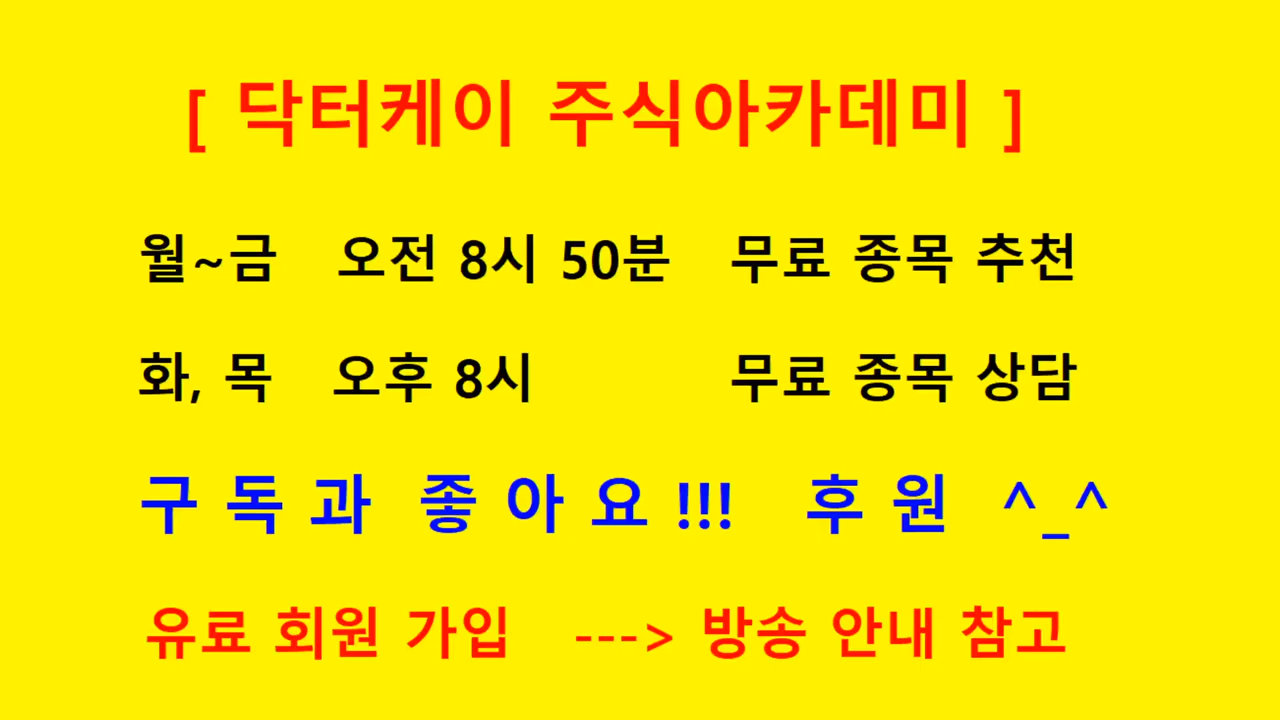 [ 닥터케이 주식아카데미 ]
월~금 오전 8시 50분 무료 종목 추천
화, 목 오후 8시 무료 종목 상담
구 독 과 좋 아 요 !!! 후 원 ^_^
유료 회원 가입 ---> 방송 안내 참고